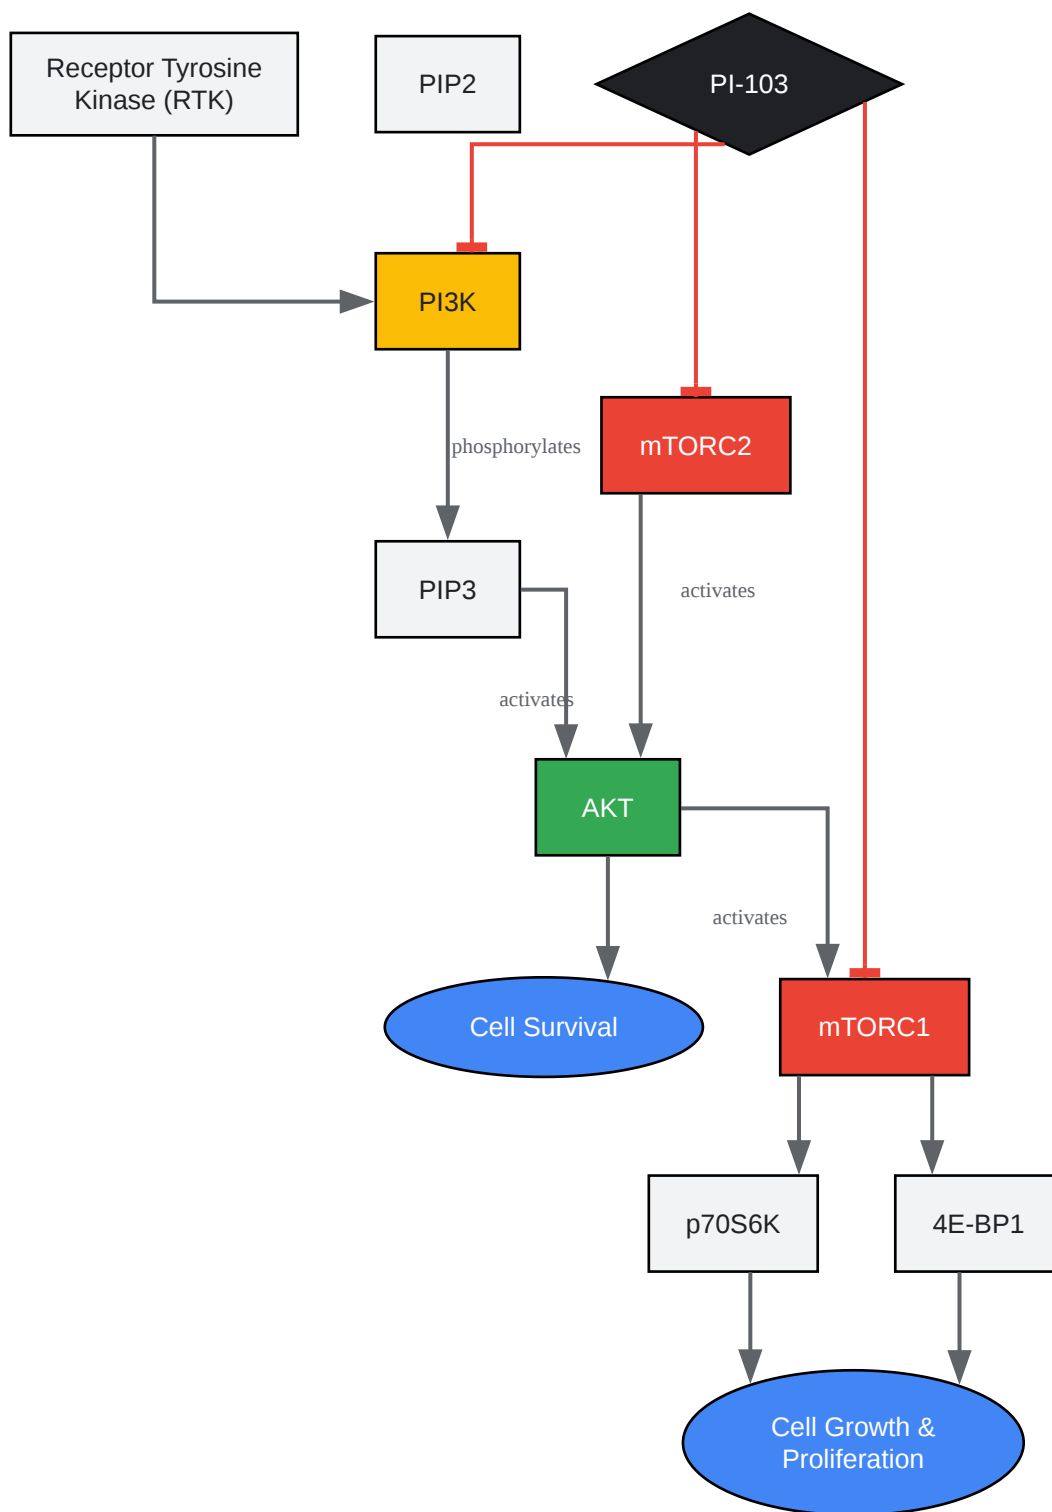 Receptor Tyrosine
Kinase (RTK)
PIP2
PI-103
PI3K
phosphorylates
mTORC2
PIP3
activates
activates
AKT
activates
Cell Survival
mTORC1
p70S6K
4E-BP1
Cell Growth &
Proliferation